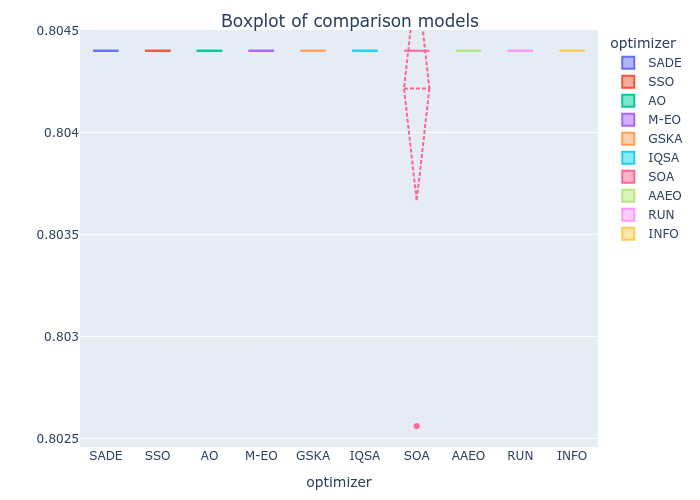 Boxplot of comparison models
0.8045
0.804
0.8035
0.803
0.8025
SADE
SSO
AO
M-EO
GSKA
IQSA
SOA
AAEO
RUN
INFO
optimizer
optimizer
SADE
SSO
AO
M-EO
GSKA
IQSA
SOA
AAEO
RUN
INFO